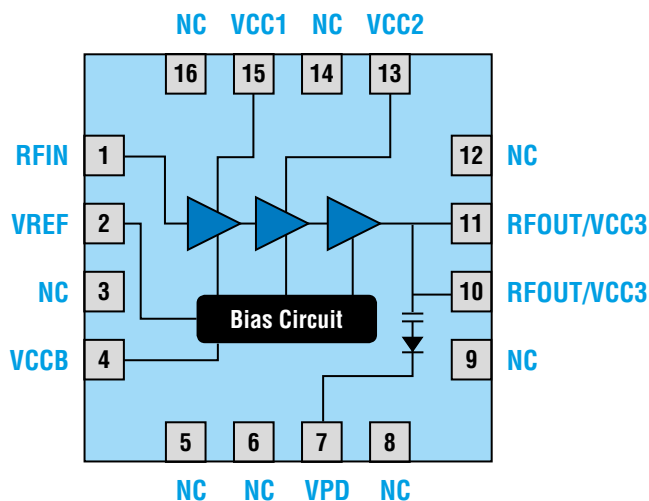 NC VCC1 NC VCC2
16 15 14 13
RFIN 1 12 NC
VREF 2 11 RFOUT/VCC3
NC 3 10 RFOUT/VCC3
Bias Circuit
VCCB 4 9 NC
5 6 7 8
NC NC VPD NC